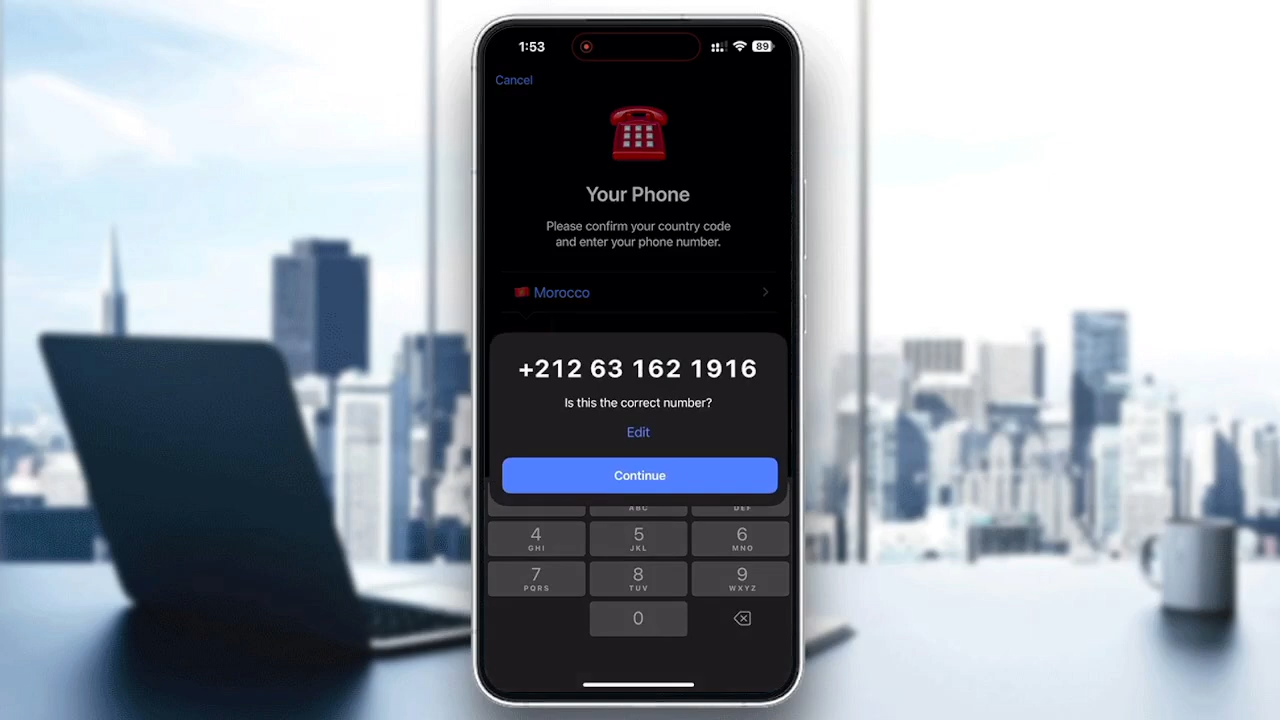 1:53
89
Cancel
Your Phone
Please confirm your country code
and enter your phone number.
Morocco
+212 63 162 1916
Is this the correct number?
Edit
Continue
ABC DEF
4 5 6
GHI JKL MNO
7 8 9
PQRS TUV WXYZ
0